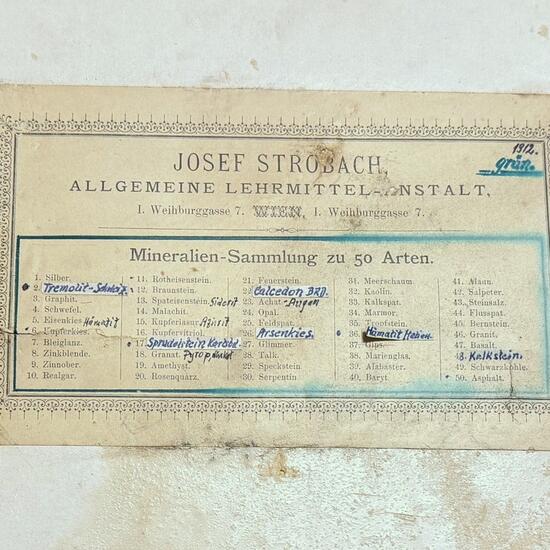 1912.
grün.
JOSEF STROBACH,
ALLGEMEINE LEHRMITTEL-ANSTALT,
I. Weihburggasse 7. WIEN, I. Weihburggasse 7.
Mineralien-Sammlung zu 50 Arten.
1. Silber.
2. Tremolit-Schweiz.
3. Graphit.
4. Schwefel.
5. Eisenkies Hämatit
6. Kupferkies.
7. Bleiglanz.
8. Zinkblende.
9. Zinnober.
10. Realgar.
11. Rotheisenstein.
12. Braunstein.
13. Spateisenstein. Siderit
14. Malachit.
15. Kupferlasur. Azurit
16. Kupfervitriol.
17. Sprudelstein
18. Granat. Pyrop
19. Amethyst.
20. Rosenquarz.
21. Feuerstein.
22. Calcedon BRD.
23. Achat-
24. Opal.
25. Feldspat.
26. Arsenkies.
27. Glimmer.
28. Talk.
29. Speckstein
30. Serpentin
31. Meerschaum.
32. Kaolin.
33. Kalkspat.
34. Marmor.
35. Tropfstein.
36. Hämatit Italien.
37. Gips.
38. Marienglas.
39. Alabaster.
40. Baryt.
41. Alaun.
42. Salpeter.
43. Steinsalz.
44. Flusspat.
45. Bernstein.
46. Granit.
47. Basalt.
48. Kalkstein.
49. Schwarzkohle.
50. Asphalt.